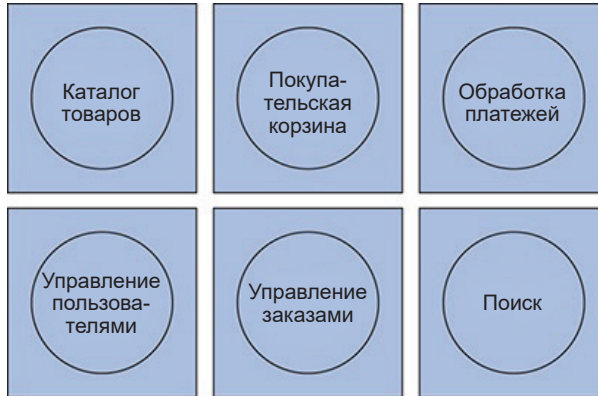 Каталог
товаров
Покупа-
тельская
корзина
Обработка
платежей
Управление
пользова-
телями
Управление
заказами
Поиск